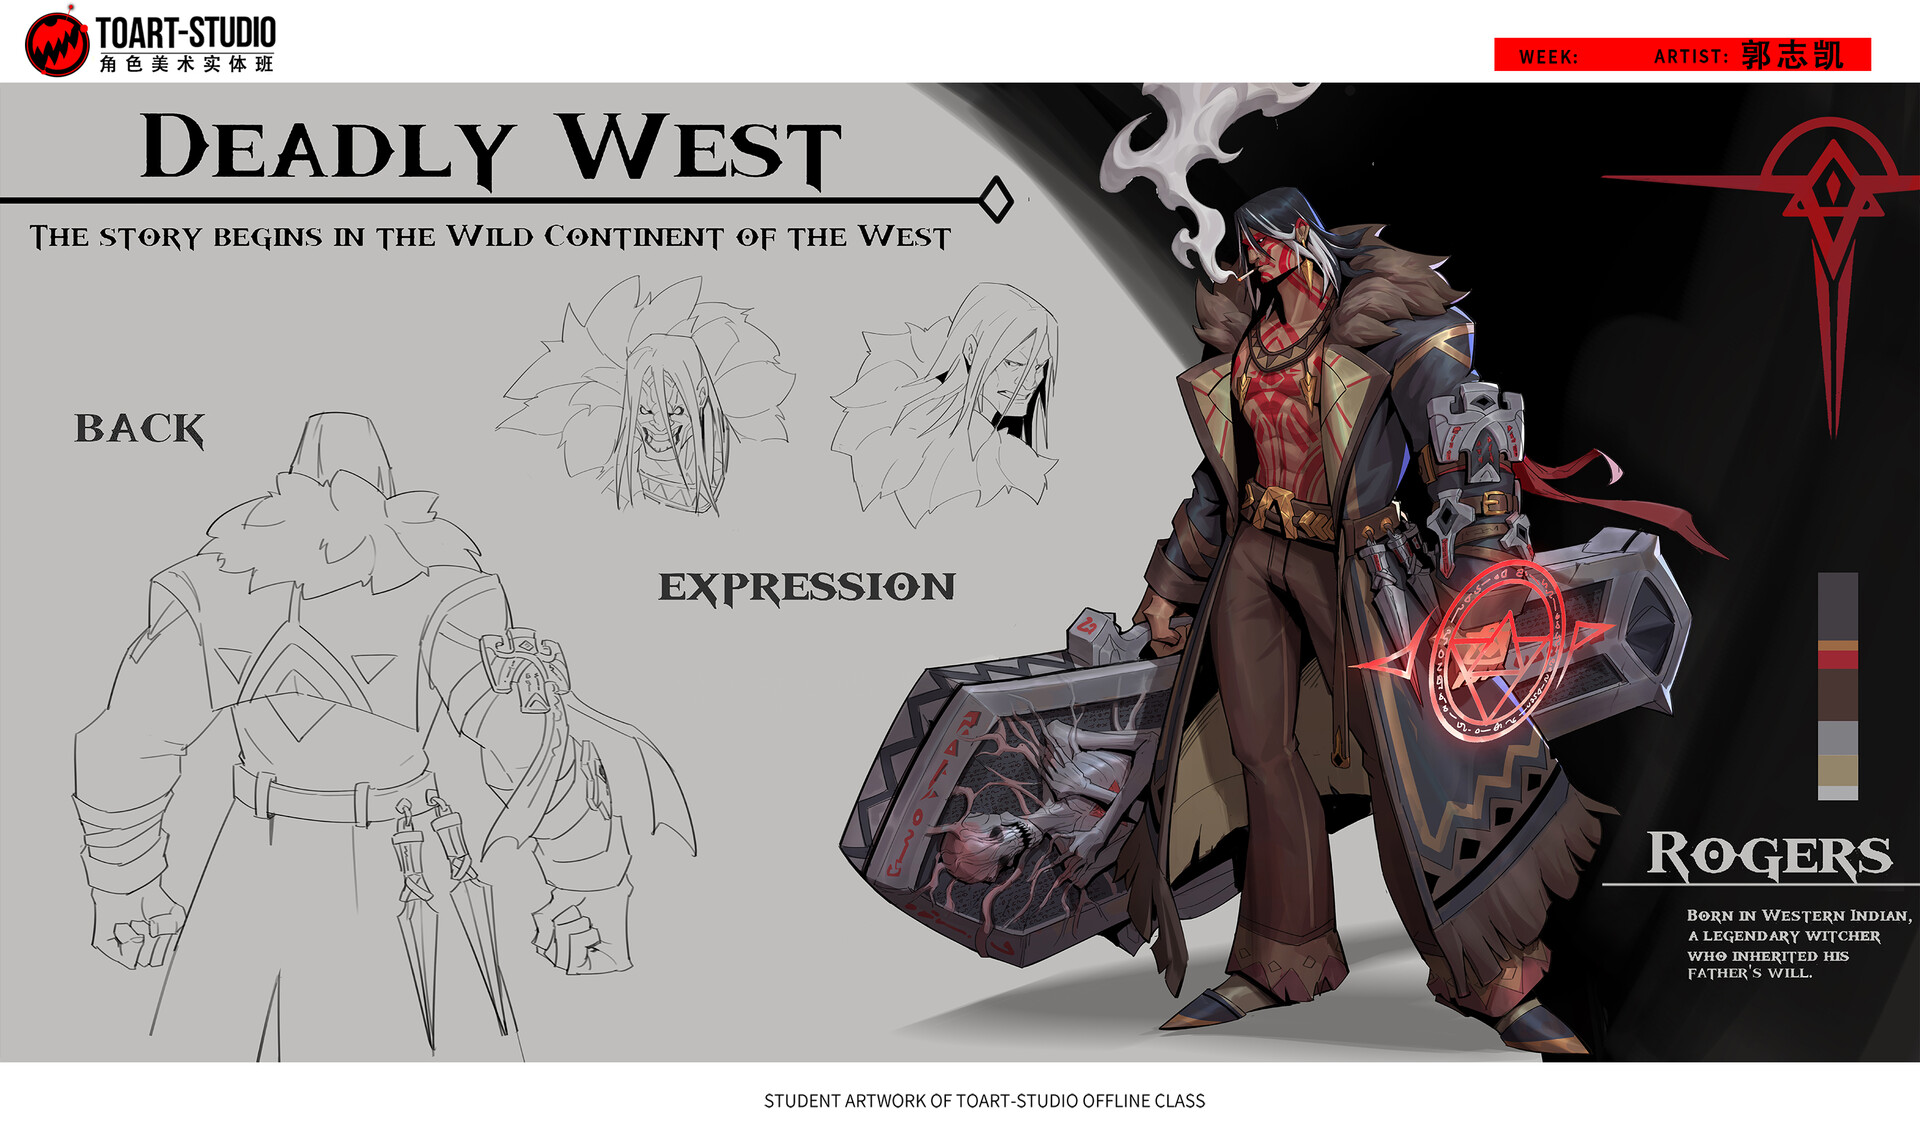 TOART-STUDIO
角色美术实体班
WEEK:
ARTIST: 郭志凯
DEADLY WEST
THE STORY BEGINS IN THE WILD CONTINENT OF THE WEST
BACK
EXPRESSION
ROGERS
BORN IN WESTERN INDIAN,
A LEGENDARY WITCHER
WHO INHERITED HIS
FATHER'S WILL.
STUDENT ARTWORK OF TOART-STUDIO OFFLINE CLASS